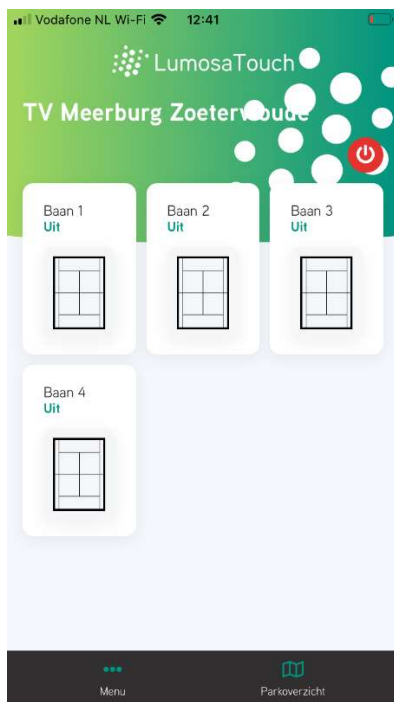 Vodafone NL Wi-Fi 12:41
LumosaTouch
TV Meerburg Zoeterwoude
Baan 1
Uit
Baan 2
Uit
Baan 3
Uit
Baan 4
Uit
Menu
Parkoverzicht